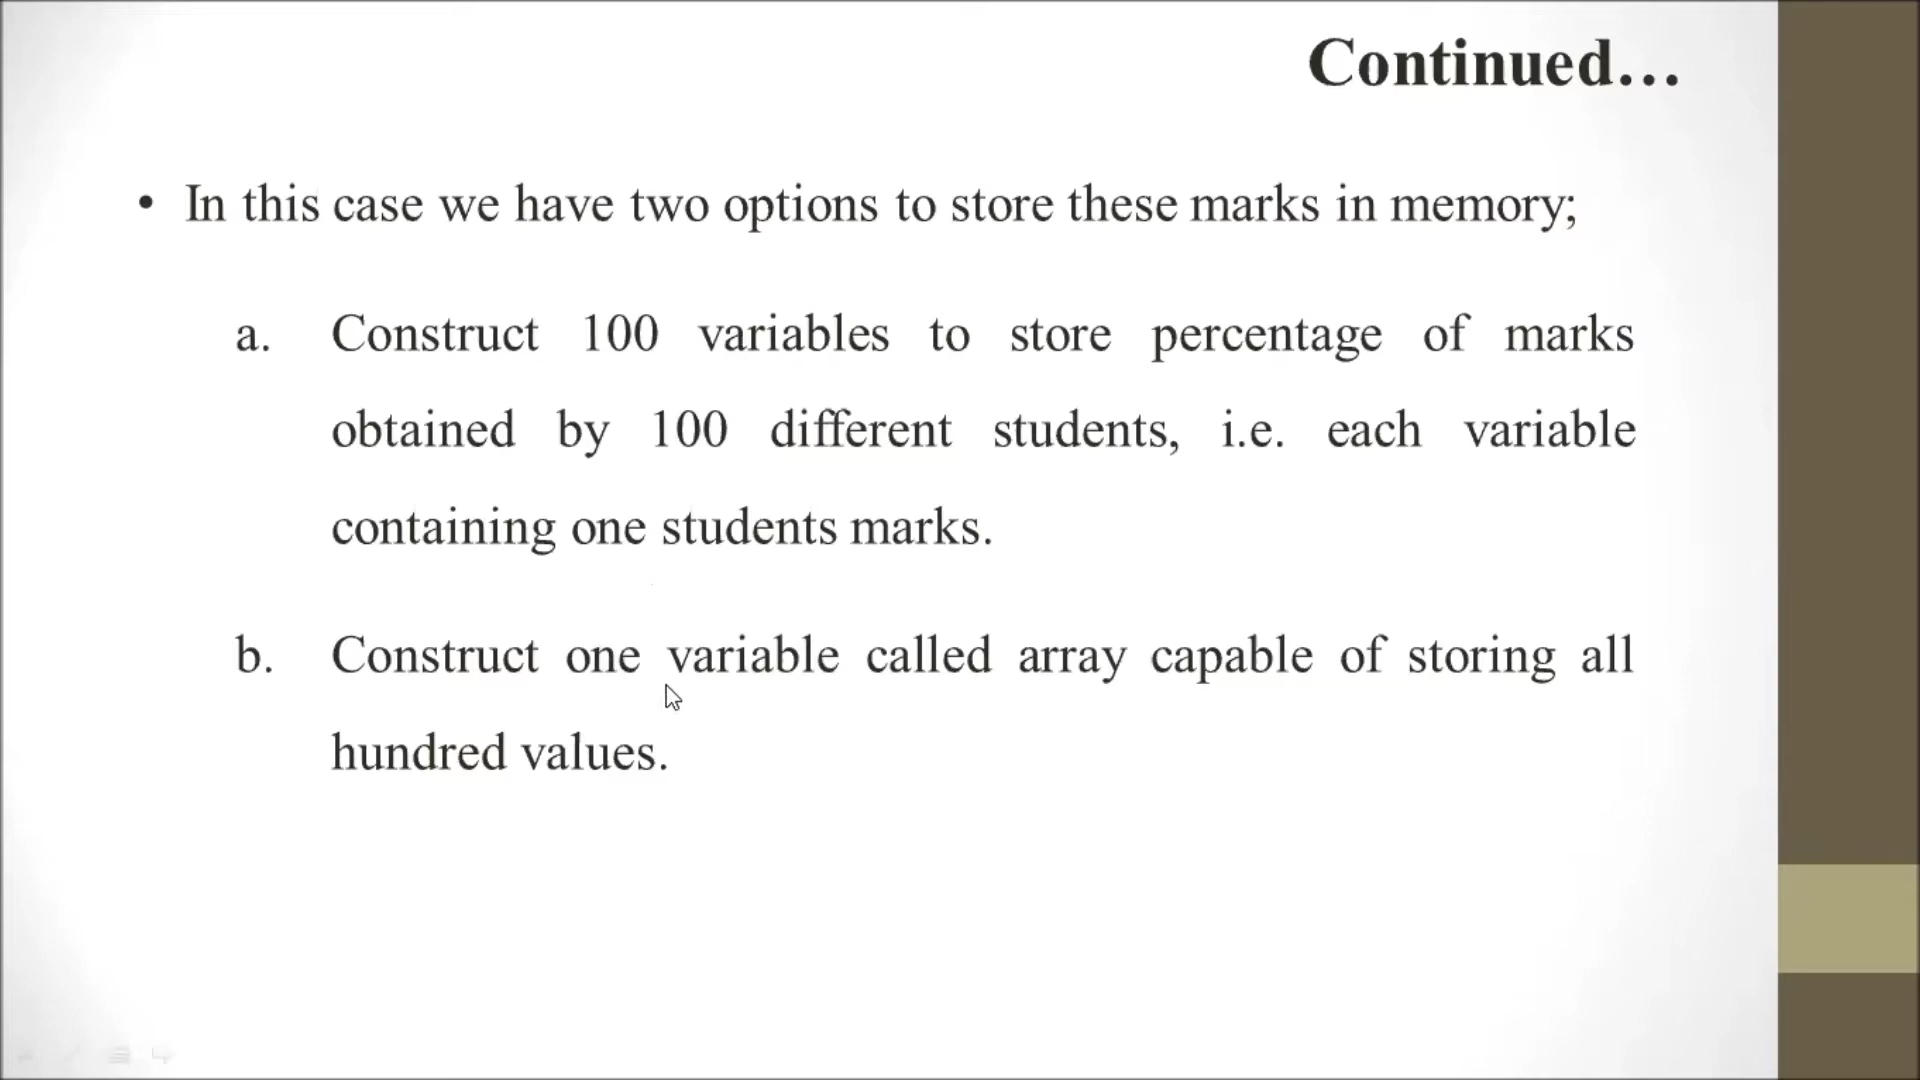 Continued...
• In this case we have two options to store these marks in memory;
a. Construct 100 variables to store percentage of marks
obtained by 100 different students, i.e. each variable
containing one students marks.
b. Construct one variable called array capable of storing all
hundred values.